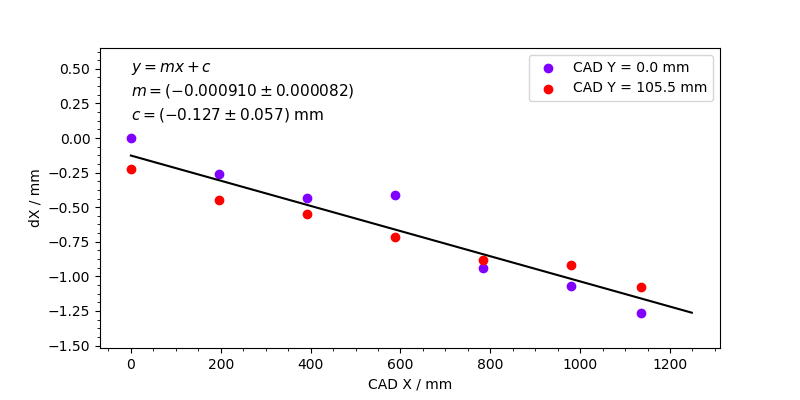 y = mx + c
m = (−0.000910 ± 0.000082)
c = (−0.127 ± 0.057) mm
CAD Y = 0.0 mm
CAD Y = 105.5 mm
0.50
0.25
0.00
−0.25
−0.50
−0.75
−1.00
−1.25
−1.50
dX / mm
0 200 400 600 800 1000 1200
CAD X / mm